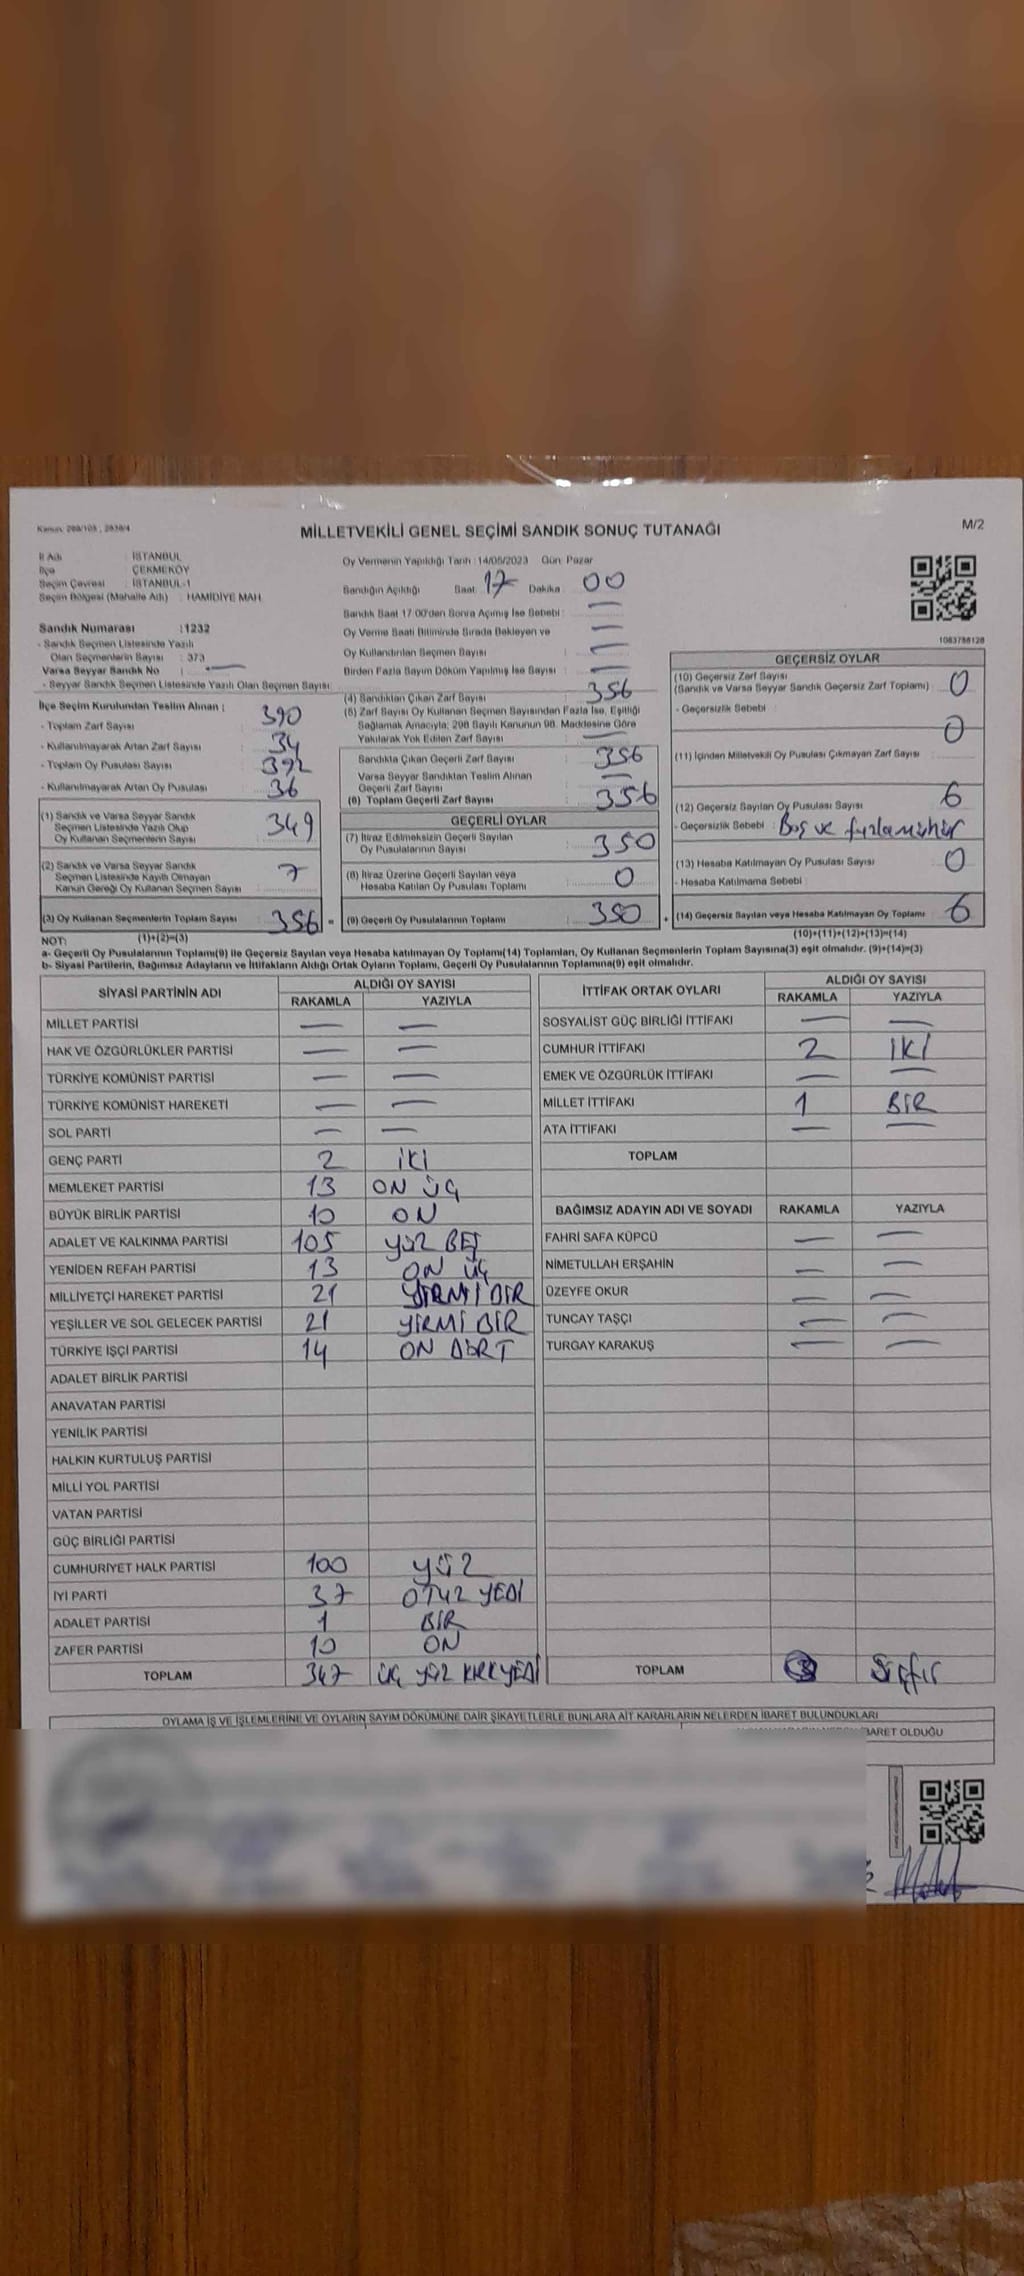 Kanun: 298/105 , 2839/4
MİLLETVEKİLİ GENEL SEÇİMİ SANDIK SONUÇ TUTANAĞI
M/2
İl Adı : İSTANBUL
İlçe : ÇEKMEKÖY
Seçim Çevresi : İSTANBUL-1
Seçim Bölgesi (Mahalle Adı) : HAMİDİYE MAH.
Sandık Numarası :1232
- Sandık Seçmen Listesinde Yazılı
Olan Seçmenlerin Sayısı : 373
Varsa Seyyar Sandık No : —
- Seyyar Sandık Seçmen Listesinde Yazılı Olan Seçmen Sayısı:
İlçe Seçim Kurulundan Teslim Alınan :
- Toplam Zarf Sayısı 390
- Kullanılmayarak Artan Zarf Sayısı 34
- Toplam Oy Pusulası Sayısı 392
- Kullanılmayarak Artan Oy Pusulası 36
(1) Sandık ve Varsa Seyyar Sandık
Seçmen Listesinde Yazılı Olup
Oy Kullanan Seçmenlerin Sayısı : 349
(2) Sandık ve Varsa Seyyar Sandık
Seçmen Listesinde Kayıtlı Olmayan
Kanun Gereği Oy Kullanan Seçmen Sayısı : 7
(3) Oy Kullanan Seçmenlerin Toplam Sayısı : 356 =
(1)+(2)=(3)
Oy Vermenin Yapıldığı Tarih :14/05/2023 Gün: Pazar
Sandığın Açıldığı Saat: 17 Dakika : 00
Sandık Saat 17:00'den Sonra Açımış İse Sebebi : —
Oy Verme Saati Bitiminde Sırada Bekleyen ve —
Oy Kullandırılan Seçmen Sayısı : —
Birden Fazla Sayım Döküm Yapılmış İse Sayısı : —
(4) Sandıktan Çıkan Zarf Sayısı : 356
(5) Zarf Sayısı Oy Kullanan Seçmen Sayısından Fazla İse, Eşitliği
Sağlamak Amacıyla; 298 Sayılı Kanunun 98. Maddesine Göre
Yakılarak Yok Edilen Zarf Sayısı : —
Sandıkta Çıkan Geçerli Zarf Sayısı : 356
Varsa Seyyar Sandıktan Teslim Alınan
Geçerli Zarf Sayısı : —
(6) Toplam Geçerli Zarf Sayısı : 356
GEÇERLİ OYLAR
(7) İtiraz Edilmeksizin Geçerli Sayılan
Oy Pusulalarının Sayısı : 350
(8) İtiraz Üzerine Geçerli Sayılan veya
Hesaba Katılan Oy Pusulası Toplamı : 0
(9) Geçerli Oy Pusulalarının Toplamı : 350 +
1083788128
GEÇERSİZ OYLAR
(10) Geçersiz Zarf Sayısı 0
(Sandık ve Varsa Seyyar Sandık Geçersiz Zarf Toplamı) :
- Geçersizlik Sebebi :
0
(11) İçinden Milletvekili Oy Pusulası Çıkmayan Zarf Sayısı :
(12) Geçersiz Sayılan Oy Pusulası Sayısı : 6
- Geçersizlik Sebebi : Boş ve
(13) Hesaba Katılmayan Oy Pusulası Sayısı : 0
- Hesaba Katılmama Sebebi :
(14) Geçersiz Sayılan veya Hesaba Katılmayan Oy Toplamı : 6
(10)+(11)+(12)+(13)=(14)
NOT:
a- Geçerli Oy Pusulalarının Toplamı(9) ile Geçersiz Sayılan veya Hesaba katılmayan Oy Toplamı(14) Toplamları, Oy Kullanan Seçmenlerin Toplam Sayısına(3) eşit olmalıdır. (9)+(14)=(3)
b- Siyasi Partilerin, Bağımsız Adayların ve İttifakların Aldığı Ortak Oyların Toplamı, Geçerli Oy Pusulalarının Toplamına(9) eşit olmalıdır.
SİYASİ PARTİNİN ADI ALDIĞI OY SAYISI
RAKAMLA YAZIYLA
MİLLET PARTİSİ — —
HAK VE ÖZGÜRLÜKLER PARTİSİ — —
TÜRKİYE KOMÜNİST PARTİSİ — —
TÜRKİYE KOMÜNİST HAREKETİ — —
SOL PARTİ — —
GENÇ PARTİ 2 İKİ
MEMLEKET PARTİSİ 13 ON ÜÇ
BÜYÜK BİRLİK PARTİSİ 10 ON
ADALET VE KALKINMA PARTİSİ 105 YÜZ BEŞ
YENİDEN REFAH PARTİSİ 13 ON ÜÇ
MİLLİYETÇİ HAREKET PARTİSİ 21 YİRMİ BİR
YEŞİLLER VE SOL GELECEK PARTİSİ 21 YİRMİ BİR
TÜRKİYE İŞÇİ PARTİSİ 14 ON DÖRT
ADALET BİRLİK PARTİSİ
ANAVATAN PARTİSİ
YENİLİK PARTİSİ
HALKIN KURTULUŞ PARTİSİ
MİLLİ YOL PARTİSİ
VATAN PARTİSİ
GÜÇ BİRLİĞİ PARTİSİ
CUMHURİYET HALK PARTİSİ 100 YÜZ
İYİ PARTİ 37 OTUZ YEDİ
ADALET PARTİSİ 1 BİR
ZAFER PARTİSİ 10 ON
TOPLAM 347 ÜÇ YÜZ KIRK YEDİ
İTTİFAK ORTAK OYLARI ALDIĞI OY SAYISI
RAKAMLA YAZIYLA
SOSYALİST GÜÇ BİRLİĞİ İTTİFAKI — —
CUMHUR İTTİFAKI 2 İKİ
EMEK VE ÖZGÜRLÜK İTTİFAKI — —
MİLLET İTTİFAKI 1 BİR
ATA İTTİFAKI — —
TOPLAM
BAĞIMSIZ ADAYIN ADI VE SOYADI RAKAMLA YAZIYLA
FAHRİ SAFA KÜPCÜ — —
NİMETULLAH ERŞAHİN — —
ÜZEYFE OKUR — —
TUNCAY TAŞÇI — —
TURGAY KARAKUŞ — —
TOPLAM
OYLAMA İŞ VE İŞLEMLERİNE VE OYLARIN SAYIM DÖKÜMÜNE DAİR ŞİKAYETLERLE BUNLARA AİT KARARLARIN NELERDEN İBARET BULUNDUKLARI
BARET OLDUĞU